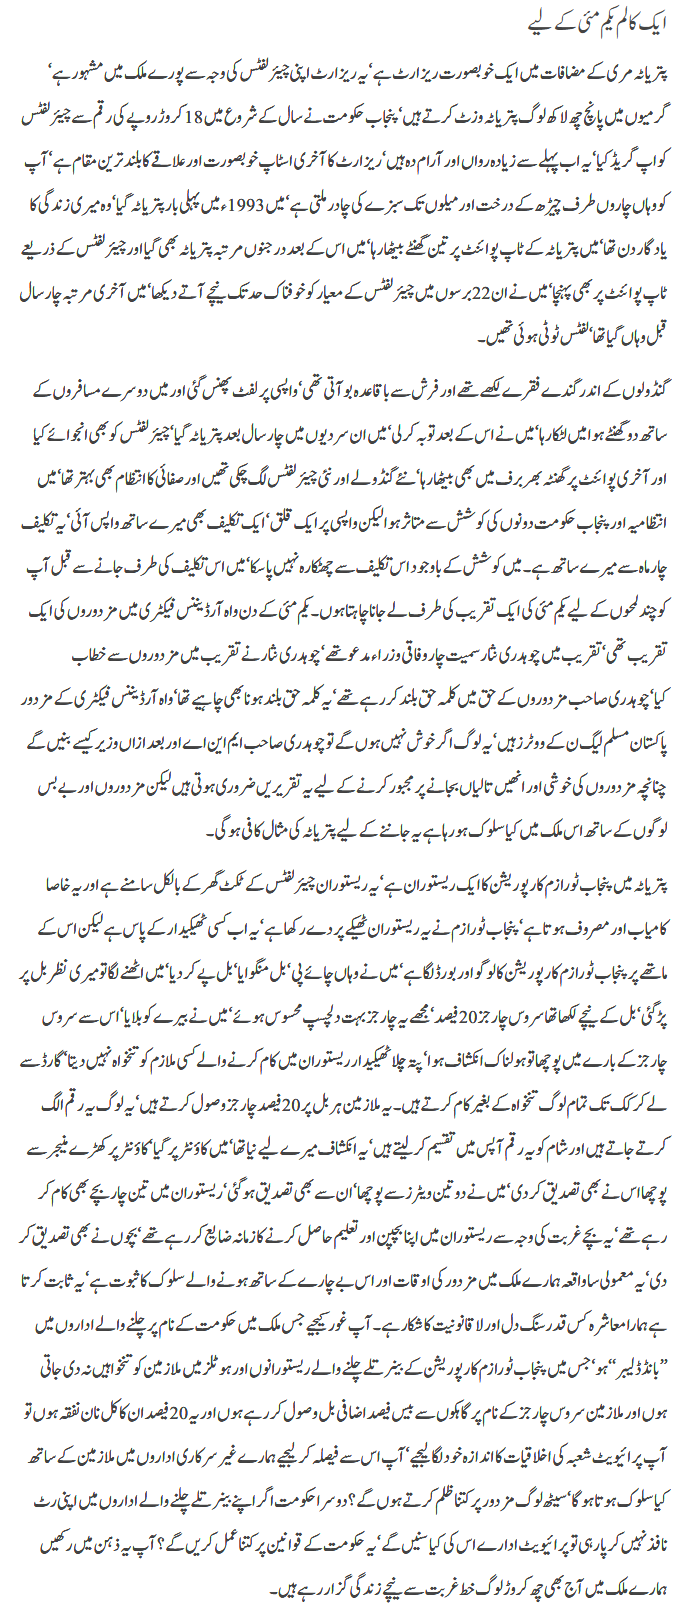 ایک کالم یکم مئی کے لیے
پتریاٹہ مری کے مضافات میں ایک خوبصورت ریزارٹ ہے‘ یہ ریزارٹ اپنی چیئر لفٹس کی وجہ سے پورے ملک میں مشہور ہے‘
گرمیوں میں پانچ چھ لاکھ لوگ پتریاٹہ وزٹ کرتے ہیں‘ پنجاب حکومت نے سال کے شروع میں 18 کروڑ روپے کی رقم سے چیئر لفٹس
کو اپ گریڈ کیا‘ یہ اب پہلے سے زیادہ رواں اور آرام دہ ہیں‘ ریزارٹ کا آخری اسٹاپ خوبصورت اور علاقے کا بلند ترین مقام ہے‘ آپ
کو وہاں چاروں طرف چیڑھ کے درخت اور میلوں تک سبزے کی چادر ملتی ہے‘ میں 1993ء میں پہلی بار پتریاٹہ گیا‘ وہ میری زندگی کا
یادگار دن تھا‘ میں پتریاٹہ کے ٹاپ پوائنٹ پر تین گھنٹے بیٹھا رہا‘ میں اس کے بعد درجنوں مرتبہ پتریاٹہ بھی گیا اور چیئر لفٹس کے ذریعے
ٹاپ پوائنٹ پر بھی پہنچا‘ میں نے ان 22 برسوں میں چیئر لفٹس کے معیار کو خوفناک حد تک نیچے آتے دیکھا‘ میں آخری مرتبہ چار سال
قبل وہاں گیا تھا‘ لفٹس ٹوٹی ہوئی تھیں۔
گنڈولوں کے اندر گندے فقرے لکھے تھے اور فرش سے باقاعدہ بو آتی تھی‘ واپسی پر لفٹ پھنس گئی اور میں دوسرے مسافروں کے
ساتھ دو گھنٹے ہوا میں لٹکا رہا‘ میں نے اس کے بعد توبہ کر لی‘ میں ان سردیوں میں چار سال بعد پتریاٹہ گیا‘ چیئر لفٹس کو بھی انجوائے کیا
اور آخری پوائنٹ پر گھنٹہ بھر برف میں بھی بیٹھا رہا‘ نئے گنڈولے اور نئی چیئر لفٹس لگ چکی تھیں اور صفائی کا انتظام بھی بہتر تھا‘ میں
انتظامیہ اور پنجاب حکومت دونوں کی کوشش سے متاثر ہوا لیکن واپسی پر ایک قلق‘ ایک تکلیف بھی میرے ساتھ واپس آئی‘ یہ تکلیف
چار ماہ سے میرے ساتھ ہے۔ میں کوشش کے باوجود اس تکلیف سے چھٹکارہ نہیں پا سکا‘ میں اس تکلیف کی طرف جانے سے قبل آپ
کو چند لمحوں کے لیے یکم مئی کی ایک تقریب کی طرف لے جانا چاہتا ہوں۔ یکم مئی کے دن واہ آرڈیننس فیکٹری میں مزدوروں کی ایک
تقریب تھی‘ تقریب میں چوہدری نثار سمیت چار وفاقی وزراء مدعو تھے‘ چوہدری نثار نے تقریب میں مزدوروں سے خطاب
کیا‘ چوہدری صاحب مزدوروں کے حق میں کلمہ حق بلند کر رہے تھے‘ یہ کلمہ حق بلند ہونا بھی چاہیے تھا‘ واہ آرڈیننس فیکٹری کے مزدور
پاکستان مسلم لیگ ن کے ووٹرز ہیں‘ یہ لوگ اگر خوش نہیں ہوں گے تو چوہدری صاحب ایم این اے اور بعد ازاں وزیر کیسے بنیں گے
چنانچہ مزدوروں کی خوشی اور انھیں تالیاں بجانے پر مجبور کرنے کے لیے یہ تقریریں ضروری ہوتی ہیں لیکن مزدوروں اور بے بس
لوگوں کے ساتھ اس ملک میں کیا سلوک ہو رہا ہے یہ جاننے کے لیے پتریاٹہ کی مثال کافی ہو گی۔
پتریاٹہ میں پنجاب ٹورازم کارپوریشن کا ایک ریستوران ہے‘ یہ ریستوران چیئر لفٹس کے ٹکٹ گھر کے بالکل سامنے ہے اور یہ خاصا
کامیاب اور مصروف ہوتا ہے‘ پنجاب ٹورازم نے یہ ریستوران ٹھیکے پر دے رکھا ہے‘ یہ اب کسی ٹھیکیدار کے پاس ہے لیکن اس کے
ماتھے پر پنجاب ٹورازم کارپوریشن کا لوگو اور بورڈ لگا ہے‘ میں نے وہاں چائے پی‘ بل منگوایا‘ بل پے کر دیا‘ میں اٹھنے لگا تو میری نظر بل پر
پڑ گئی‘ بل کے نیچے لکھا تھا سروس چارجز 20 فیصد‘ مجھے یہ چارجز بہت دلچسپ محسوس ہوئے‘ میں نے بیرے کو بلایا‘ اس سے سروس
چارجز کے بارے میں پوچھا تو ہولناک انکشاف ہوا‘ پتہ چلا ٹھیکیدار ریستوران میں کام کرنے والے کسی ملازم کو تنخواہ نہیں دیتا‘ گارڈ سے
لے کر کک تک تمام لوگ تنخواہ کے بغیر کام کرتے ہیں۔ یہ ملازمین ہر بل پر 20 فیصد چارجز وصول کرتے ہیں‘ یہ لوگ یہ رقم الگ
کرتے جاتے ہیں اور شام کو یہ رقم آپس میں تقسیم کر لیتے ہیں‘ یہ انکشاف میرے لیے نیا تھا‘ میں کاؤنٹر پر گیا‘ کاؤنٹر پر کھڑے منیجر سے
پوچھا اس نے بھی تصدیق کر دی‘ میں نے دو تین ویٹرز سے پوچھا‘ ان سے بھی تصدیق ہو گئی‘ ریستوران میں تین چار بچے بھی کام کر
رہے تھے‘ یہ بچے غربت کی وجہ سے ریستوران میں اپنا بچپن اور تعلیم حاصل کرنے کا زمانہ ضایع کر رہے تھے‘ بچوں نے بھی تصدیق کر
دی‘ یہ معمولی سا واقعہ ہمارے ملک میں مزدور کی اوقات اور اس بے چارے کے ساتھ ہونے والے سلوک کا ثبوت ہے‘ یہ ثابت کرتا
ہے ہمارا معاشرہ کس قدر سنگ دل اور لاقانونیت کا شکار ہے۔ آپ غور کیجیے جس ملک میں حکومت کے نام پر چلنے والے اداروں میں
’’بانڈڈ لیبر‘‘ ہو‘ جس میں پنجاب ٹورازم کارپوریشن کے بینر تلے چلنے والے ریستورانوں اور ہوٹلز میں ملازمین کو تنخواہیں نہ دی جاتی
ہوں اور ملازمین سروس چارجز کے نام پر گاہکوں سے بیس فیصد اضافی بل وصول کر رہے ہوں اور یہ 20 فیصد ان کا کل نان نفقہ ہوں تو
آپ پرائیویٹ شعبہ کی اخلاقیات کا اندازہ خود لگا لیجیے‘ آپ اس سے فیصلہ کر لیجیے ہمارے غیر سرکاری اداروں میں ملازمین کے ساتھ
کیا سلوک ہوتا ہو گا‘ سیٹھ لوگ مزدور پر کتنا ظلم کرتے ہوں گے؟ دوسرا حکومت اگر اپنے بینر تلے چلنے والے اداروں میں اپنی رٹ
نافذ نہیں کر پا رہی تو پرائیویٹ ادارے اس کی کیا سنیں گے‘ یہ حکومت کے قوانین پر کتنا عمل کریں گے؟ آپ یہ ذہن میں رکھیں
ہمارے ملک میں آج بھی چھ کروڑ لوگ خط غربت سے نیچے زندگی گزار رہے ہیں۔